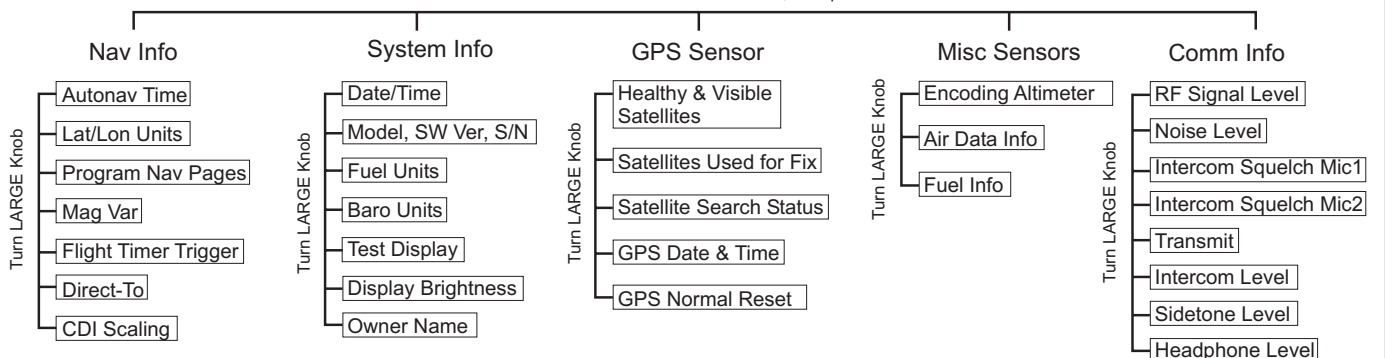 Nav Info
Turn LARGE Knob
Autonav Time
Lat/Lon Units
Program Nav Pages
Mag Var
Flight Timer Trigger
Direct-To
CDI Scaling
System Info
Turn LARGE Knob
Date/Time
Model, SW Ver, S/N
Fuel Units
Baro Units
Test Display
Display Brightness
Owner Name
GPS Sensor
Turn LARGE Knob
Healthy & Visible
Satellites
Satellites Used for Fix
Satellite Search Status
GPS Date & Time
GPS Normal Reset
Misc Sensors
Turn LARGE Knob
Encoding Altimeter
Air Data Info
Fuel Info
Comm Info
Turn LARGE Knob
RF Signal Level
Noise Level
Intercom Squelch Mic1
Intercom Squelch Mic2
Transmit
Intercom Level
Sidetone Level
Headphone Level